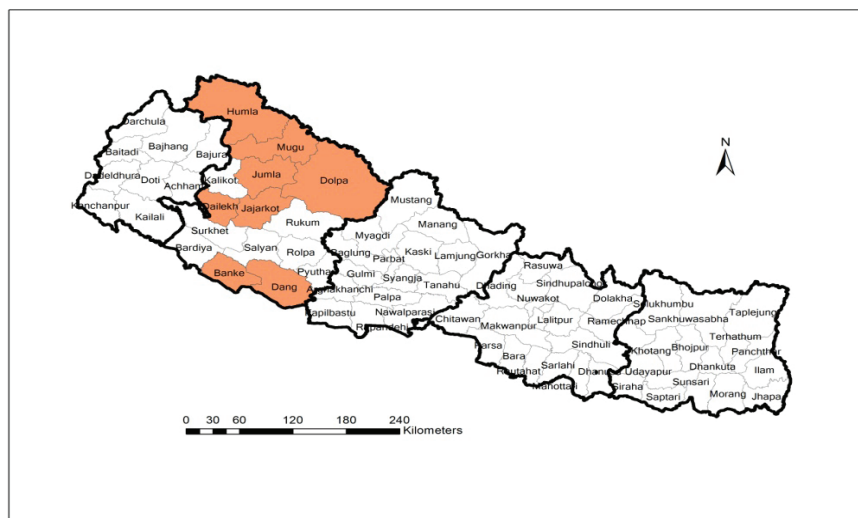 Humla
Darchula
N
Bajhang
Mugu
Baitadi
Bajura
Jumla
Dolpa
Dadeldhura
Doti
Kalikot
Achham
Mustang
Kanchanpur
Dailekh
Jajarkot
Kailali
Rukum
Manang
Surkhet
Myagdi
Bardiya
Salyan
Rolpa
Baglung
Kaski
Lamjung
Gorkha
Parbat
Rasuwa
Banke
Pyuthan
Gulmi
Syangja
Sindhupalong
Dang
Arghakhanchi
Tanahu
Dhading
Palpa
Nuwakot
Dolakha
Solukhumbu
Taplejung
Kapilbastu
Nawalparasi
Chitawan
Lalitpur
Ramechhap
Sankhuwasabha
Rupandehi
Makwanpur
Terhathum
Parsa
Sindhuli
Khotang
Bhojpur
Panchthar
Bara
Sarlahi
Dhanusa
Udayapur
Dhankuta
Ilam
Rautahat
Mahottari
Siraha
Sunsari
Saptari
Morang
Jhapa
0 30 60 120 180 240
Kilometers